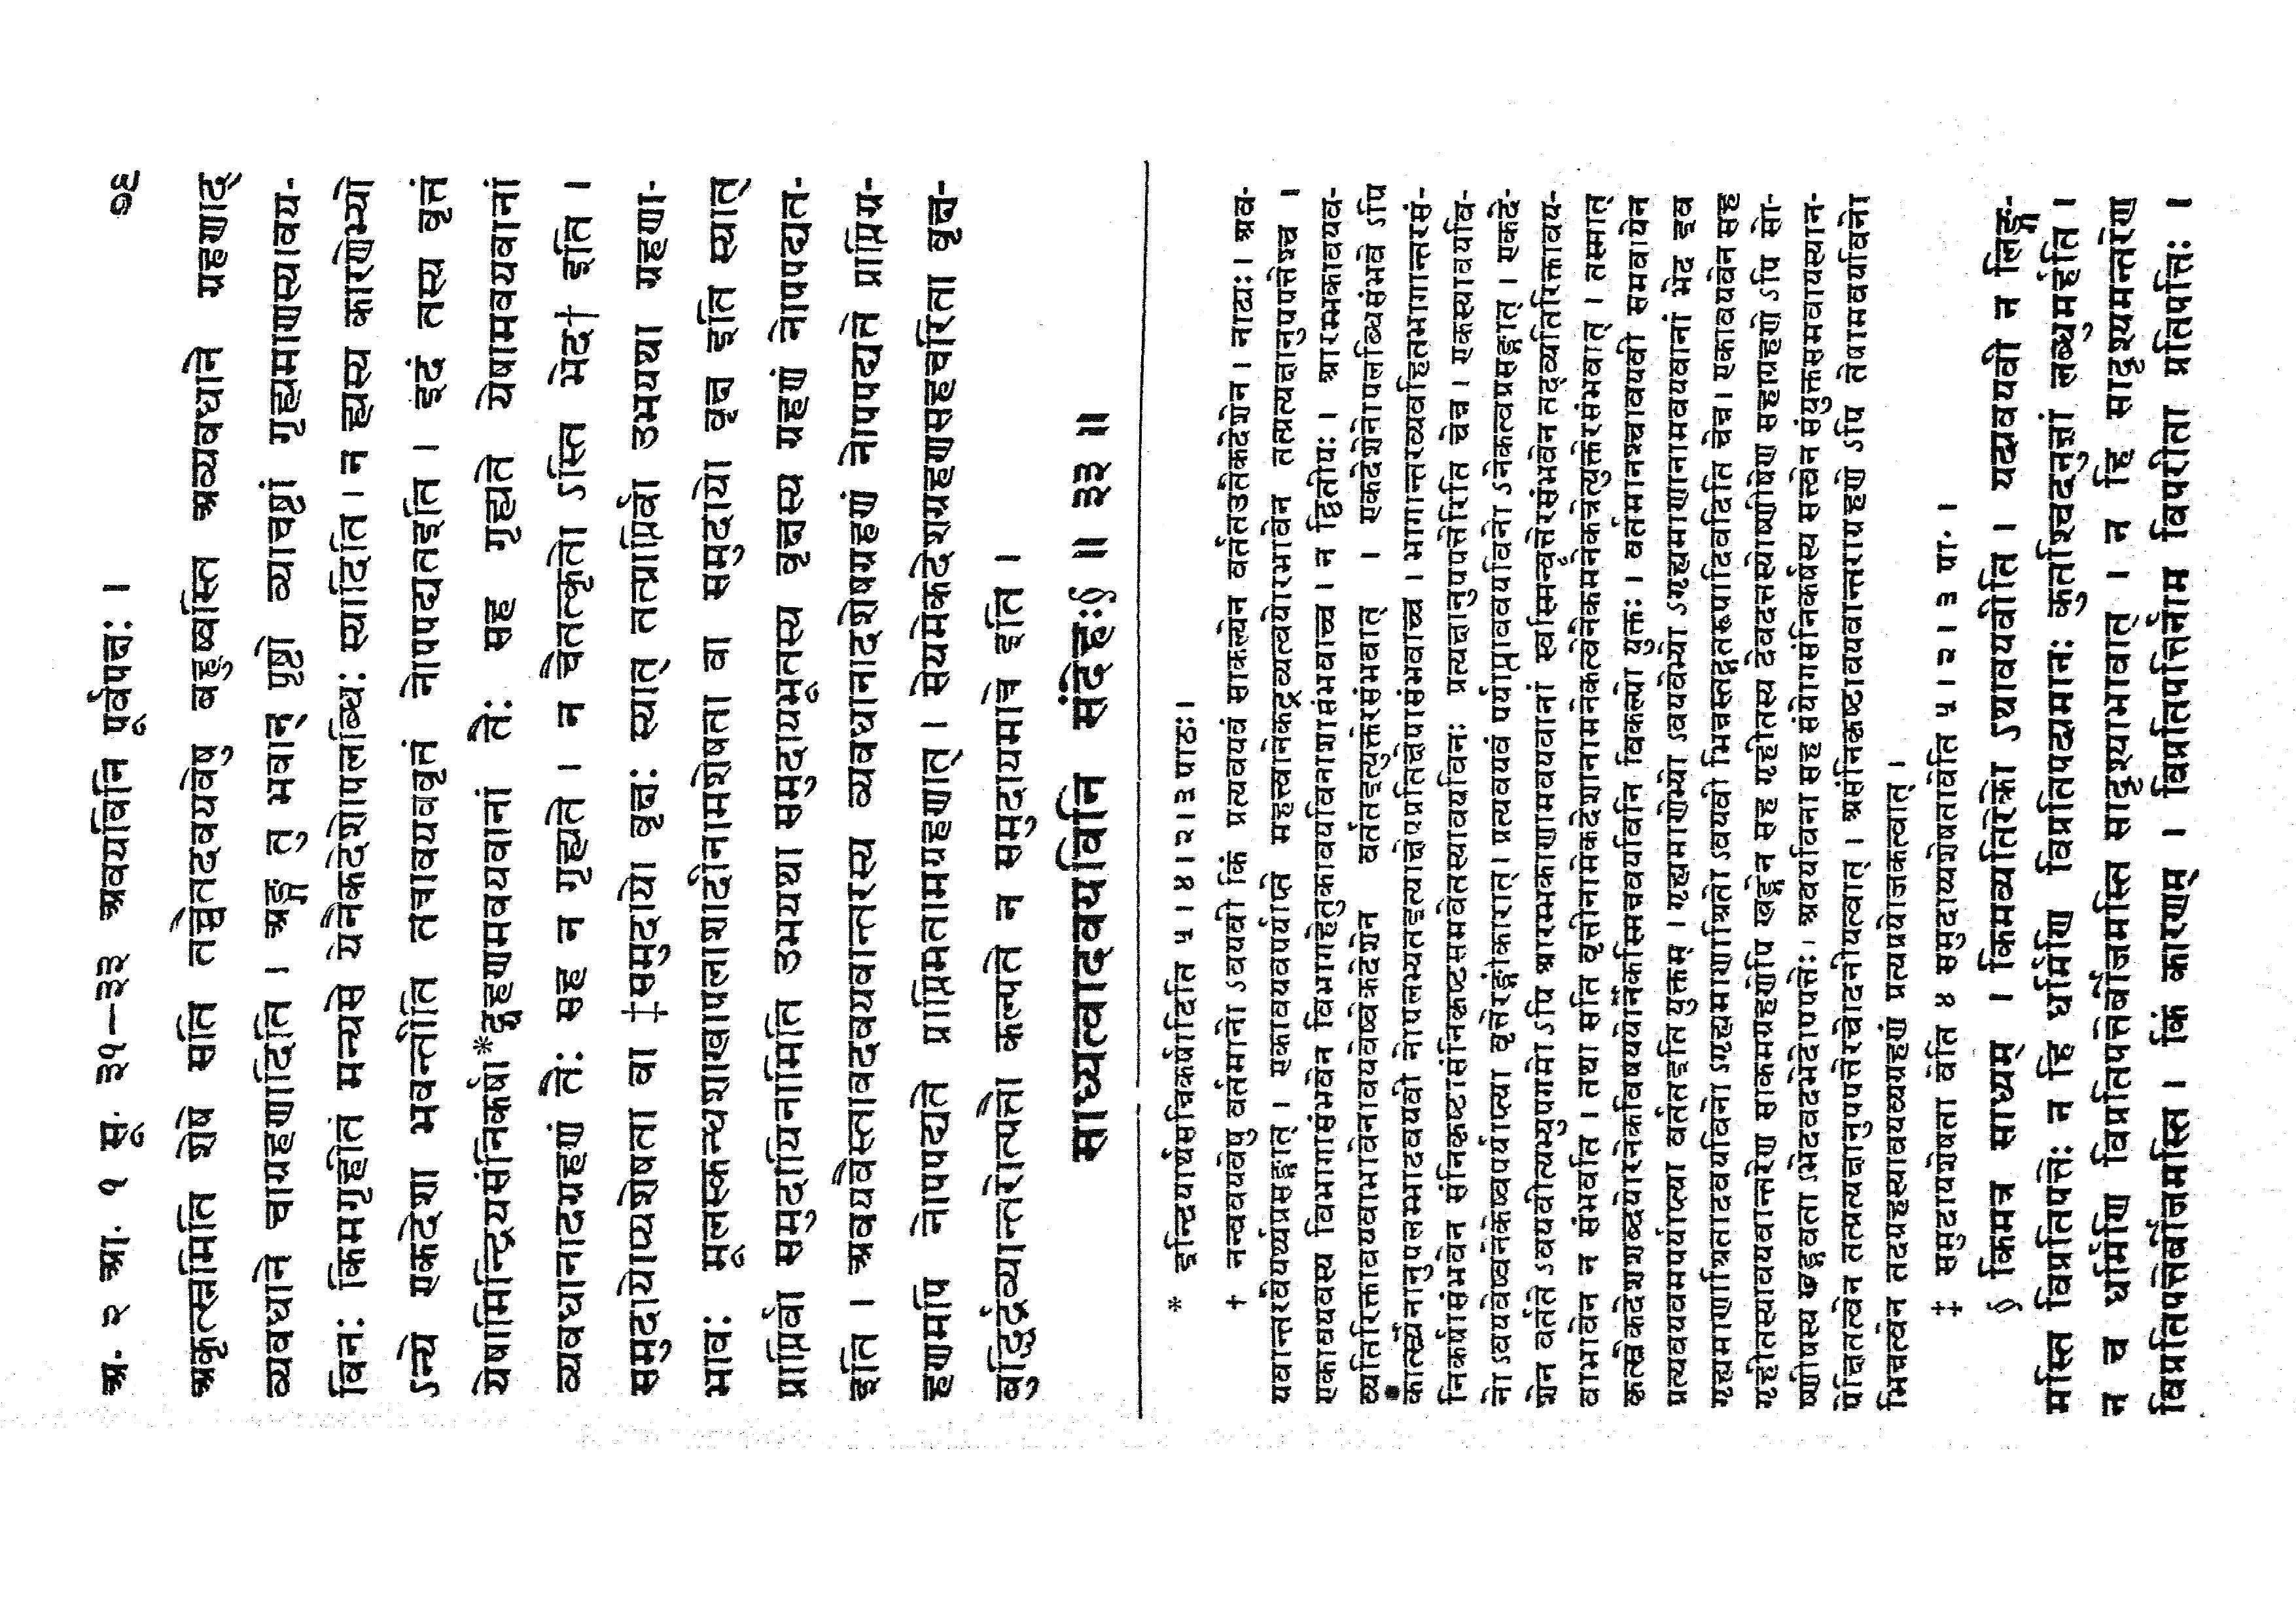 अ. २ आ. १ सू. ३१—३३ अवयविनि पूर्वपक्षः । ७९
अकृत्स्नमिति शेषे सति तच्चैतदवयवेषु बहुष्वस्ति अव्यवधाने ग्रहणाद्
व्यवधाने चाग्रहणादिति । अङ्ग तु भवान् पृष्टो व्याचष्टां गृह्यमाणस्यावय-
विनः किमगृहीतं मन्यसे येनैकदेशोपलब्धिः स्यादिति । न ह्यस्य कारणेभ्यो
ऽन्ये एकदेशा भवन्तीति तत्रावयववृत्तं नोपपद्यतइति । इदं तस्य वृत्तं
येषामिन्द्रियसंनिकर्षा*द्ग्रहणमवयवानां तैः सह गृह्यते येषामवयवानां
व्यवधानादग्रहणं तैः सह न गृह्यते । न चैतत्कृतो ऽस्ति भेद† इति ।
समुदायोप्यशेषता वा ‡समुदायो वृक्षः स्यात् तत्प्राप्तिर्वा उभयथा ग्रहणा-
भावः मूलस्कन्धशाखापलाशादीनामशेषता वा समुदायो वृक्ष इति स्यात्
प्राप्तिर्वा समुदायिनामिति उभयथा समुदायभूतस्य वृक्षस्य ग्रहणं नोपपद्यत-
इति । अवयवैस्तावदवयवान्तरस्य व्यवधानादशेषग्रहणं नोपपद्यते प्राप्तिग्र-
हणमपि नोपपद्यते प्राप्तिमतामग्रहणात् । सेयमेकदेशग्रहणसहचरिता वृक्ष-
बुद्धिर्द्रव्यान्तरोत्पत्तौ कल्पते न समुदायमात्रे इति ।
साध्यत्वादवयविनि संदेहः§ ॥ ३३ ॥
* इन्द्रियार्थसन्निकर्षादिति ५ । ४ । २ । ३ पाठः ।
† नन्ववयवेषु वर्तमानो ऽवयवी किं प्रत्यवयवं साकल्येन वर्ततउतैकदेशेन । नाद्यः । अव-
यवान्तरवैयर्थ्यप्रसङ्गात् । एकावयवपर्याप्ते महत्त्वानेकद्रव्यत्वयोरभावेन तत्प्रत्यक्षानुपपत्तेश्च ।
एकावयवस्य विभागासंभवेन विभागहेतुकावयविनाशासंभवाच्च । न द्वितीयः । आरम्भकावयव-
व्यतिरिक्तावयवाभावेनावयवेष्वेकदेशेन वर्ततइत्युक्तेरसंभवात् । एकदेशेनोपलब्धिसंभवे ऽपि
कार्त्स्न्येनानुपलम्भादवयवी नोपलभ्यतइत्याक्षेपप्रतिक्षेपासंभवाच्च । भागान्तरव्यवहितभागान्तरसं-
निकर्षासंभवेन संनिकृष्टासंनिकृष्टसमवेतस्यावयविनः प्रत्यक्षानुपपत्तेरिति चेन्न । एकस्यावयवि-
नो ऽवयवेष्वनेकेष्वपर्याप्त्या वृत्तेरङ्गीकारात् । प्रत्यवयवं पर्याप्तावयवयविनो ऽनेकत्वप्रसङ्गात् । एकदे-
शेन वर्तते ऽवयवीत्यभ्युपगमो ऽपि आरम्भकाणामवयवानां स्वस्मिन्वृत्तेरसंभवेन तद्व्यतिरिक्तावय-
वाभावेन न संभवति । तथा सति वृत्तीनामेकदेशानामनेकत्वेनैकमनेकत्रेत्युक्तेरसंभवात् । तस्मात्
कृत्स्नैकदेशशब्दयोरनेकविषययोर्नैकस्मिन्नवयविनि विकल्पो युक्तः । वर्तमानश्चावयवी समवायेन
प्रत्यवयवमपर्याप्त्या वर्ततइति युक्तम् । गृह्यमाणेभ्यो ऽवयवेभ्यो ऽगृह्यमाणानामवयवानां भेद इव
गृह्यमाणाश्रितादवयविनो ऽगृह्यमाणाश्रितो ऽवयवी भिन्नस्तद्गतरूपादिवदिति चेन्न । एकावयवेन सह
गृहीतस्यावयवान्तरेण साकमग्रहणेपि खड्गेन सह गृहीतस्य देवदत्तस्योष्णीषेण सहाग्रहणे ऽपि सो-
ष्णीषस्य खड्गवता ऽभेदवदभेदोपपत्तेः । अवयविना सह संयोगसंनिकर्षस्य सत्त्वेन संयुक्तसमवायस्यान-
पेक्षितत्वेन तत्प्रत्यक्षानुपपत्तेरचोदनीयत्वात् । असंनिकृष्टावयवान्तराग्रहणे ऽपि तेषामवयविनो
भिन्नत्वेन तदग्रहस्यावयव्यग्रहणं प्रत्यप्रयोजकत्वात् ।
‡ समुदायशेषता वेति ४ समुदाय्यशेषतावेति ५ । २ । ३ पा. ।
§ किमत्र साध्यम् । किमव्यतिरेको ऽथावयवीति । यद्यवयवी न लिङ्ग-
मस्ति विप्रतिपत्तेः न हि धर्मिणि विप्रतिपद्यमानः कुतश्चिदनुज्ञां लब्धुमर्हति ।
न च धर्मिणि विप्रतिपत्तेर्बीजमस्ति सादृश्याभावात् । न हि सादृश्यमन्तरेण
विप्रतिपत्तेर्बीजमस्ति । किं कारणम् । विप्रतिपत्तिर्नाम विपरीता प्रतिपत्तिः ।